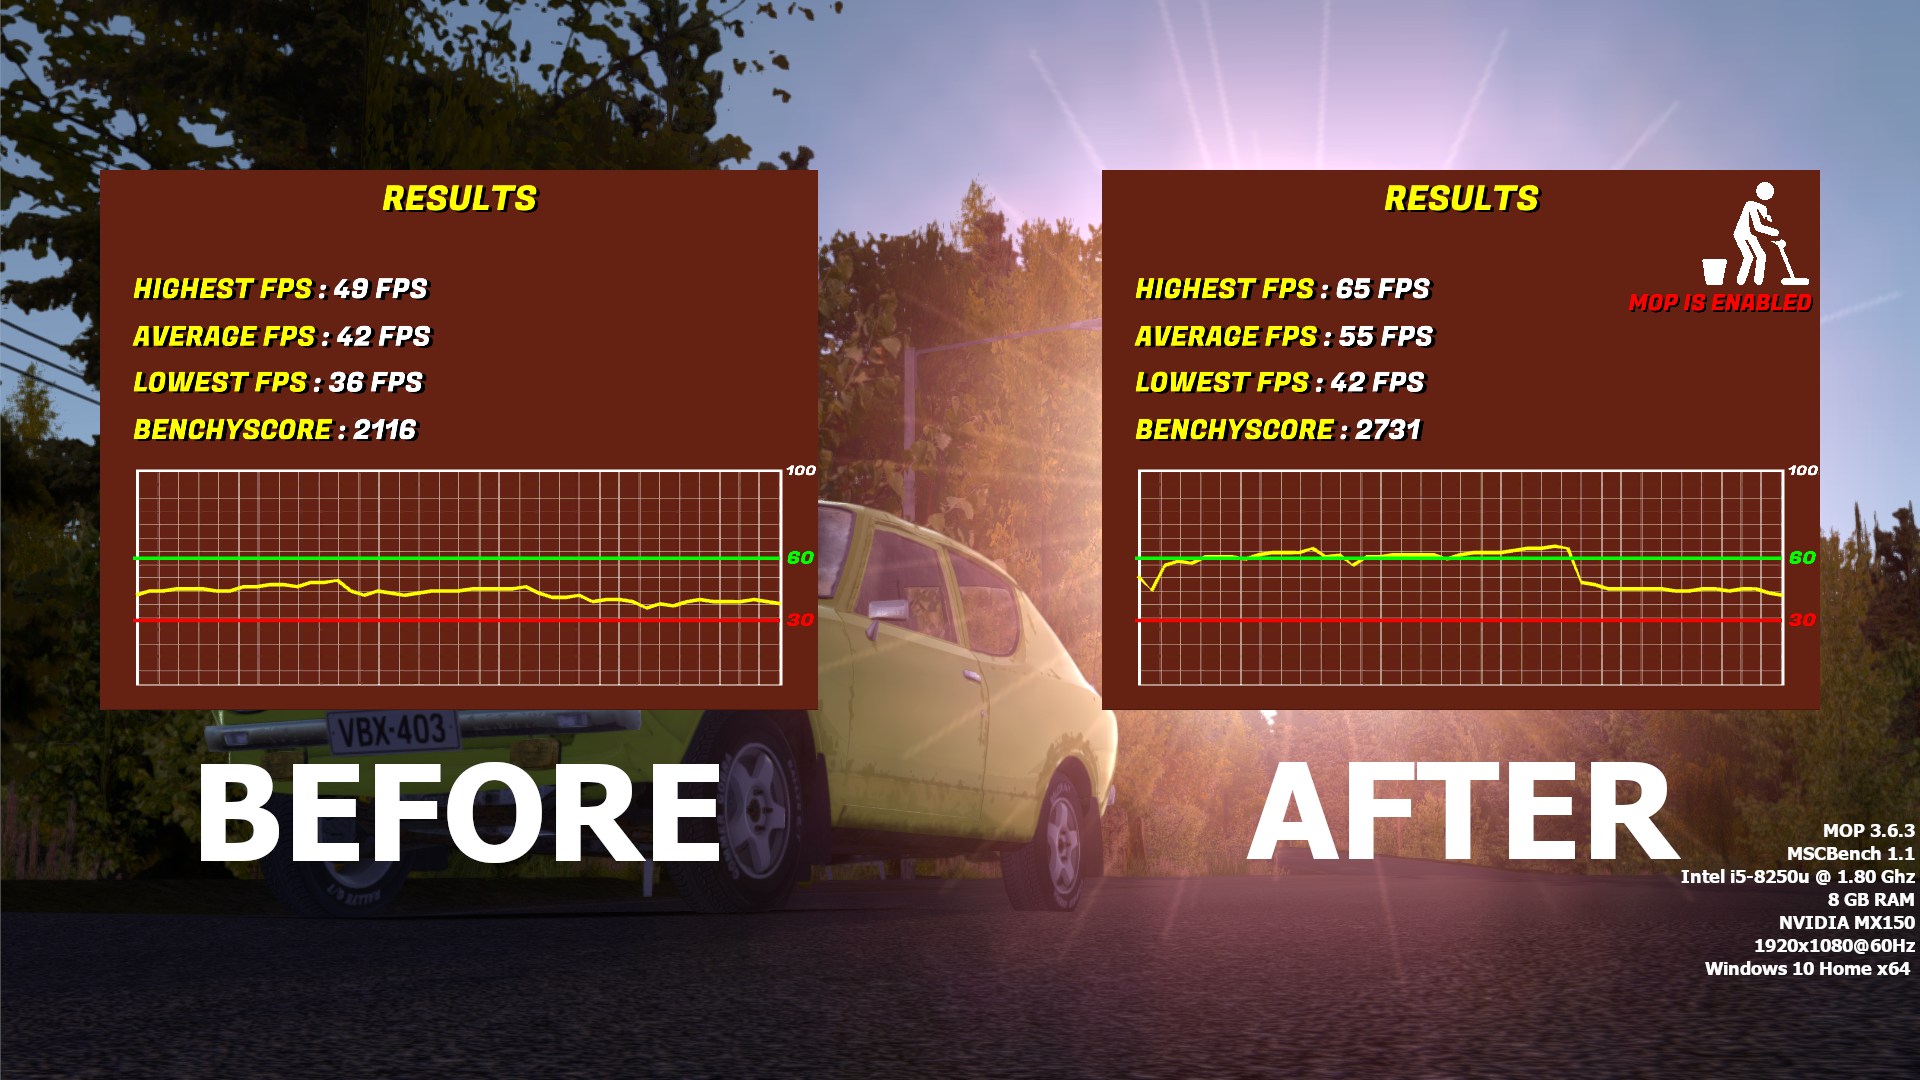 RESULTS
HIGHEST FPS : 49 FPS
AVERAGE FPS : 42 FPS
LOWEST FPS : 36 FPS
BENCHYSCORE : 2116
100
60
30
VBX-403
BEFORE
RESULTS
MOP IS ENABLED
HIGHEST FPS : 65 FPS
AVERAGE FPS : 55 FPS
LOWEST FPS : 42 FPS
BENCHYSCORE : 2731
100
60
30
AFTER
MOP 3.6.3
MSCBench 1.1
Intel i5-8250u @ 1.80 Ghz
8 GB RAM
NVIDIA MX150
1920x1080@60Hz
Windows 10 Home x64